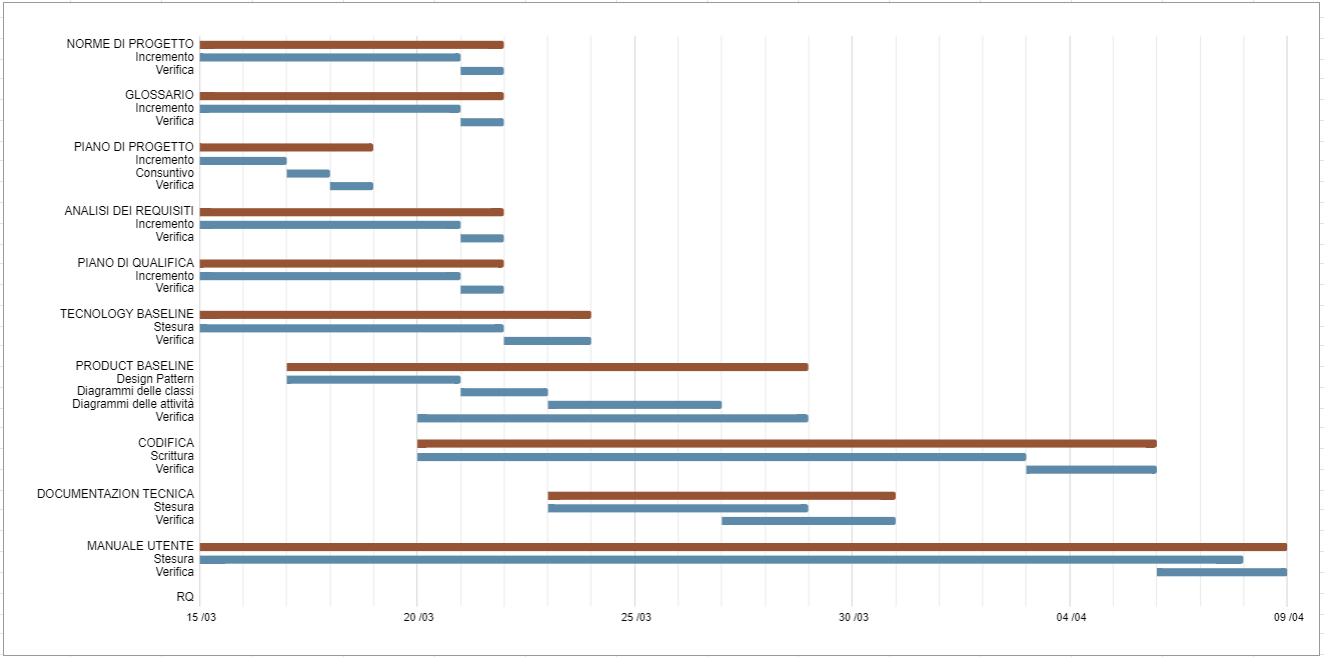 NORME DI PROGETTO
Incremento
Verifica
GLOSSARIO
Incremento
Verifica
PIANO DI PROGETTO
Incremento
Consuntivo
Verifica
ANALISI DEI REQUISITI
Incremento
Verifica
PIANO DI QUALIFICA
Incremento
Verifica
TECNOLOGY BASELINE
Stesura
Verifica
PRODUCT BASELINE
Design Pattern
Diagrammi delle classi
Diagrammi delle attività
Verifica
CODIFICA
Scrittura
Verifica
DOCUMENTAZION TECNICA
Stesura
Verifica
MANUALE UTENTE
Stesura
Verifica
RQ
15 /03 20 /03 25 /03 30 /03 04 /04 09 /04